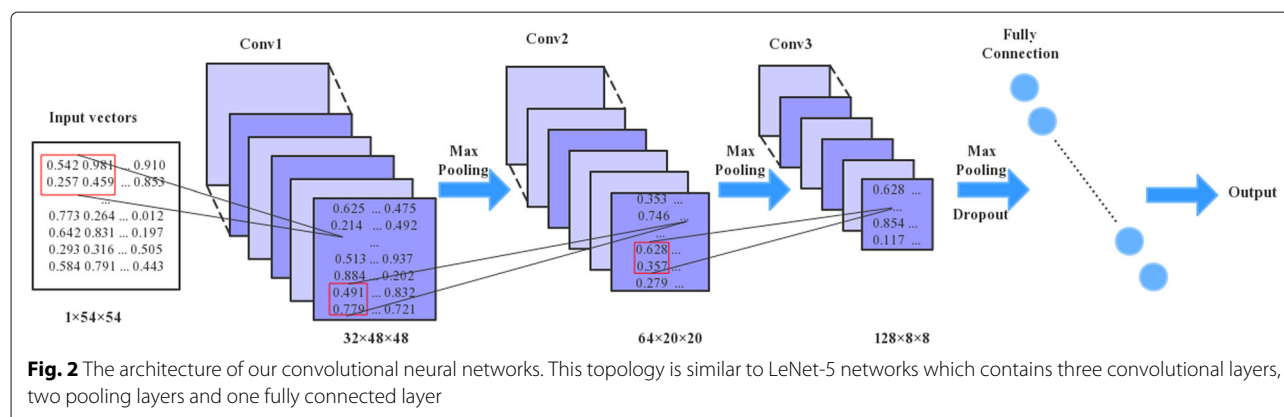 Conv1
Conv2
Conv3
Fully
Connection
Input vectors
0.542 0.981 ... 0.910
0.257 0.459 ... 0.853
...
0.773 0.264 ... 0.012
0.642 0.831 ... 0.197
0.293 0.316 ... 0.505
0.584 0.791 ... 0.443
1×54×54
0.625 ... 0.475
0.214 ... 0.492
...
0.513 ... 0.937
0.884 ... 0.202
0.491 ... 0.832
0.779 ... 0.721
32×48×48
Max
Pooling
0.353 ...
0.746 ...
...
0.628 ...
0.357 ...
0.279 ...
64×20×20
Max
Pooling
0.628 ...
...
0.854 ...
0.117 ...
128×8×8
Max
Pooling
Dropout
Output
Fig. 2 The architecture of our convolutional neural networks. This topology is similar to LeNet-5 networks which contains three convolutional layers,
two pooling layers and one fully connected layer